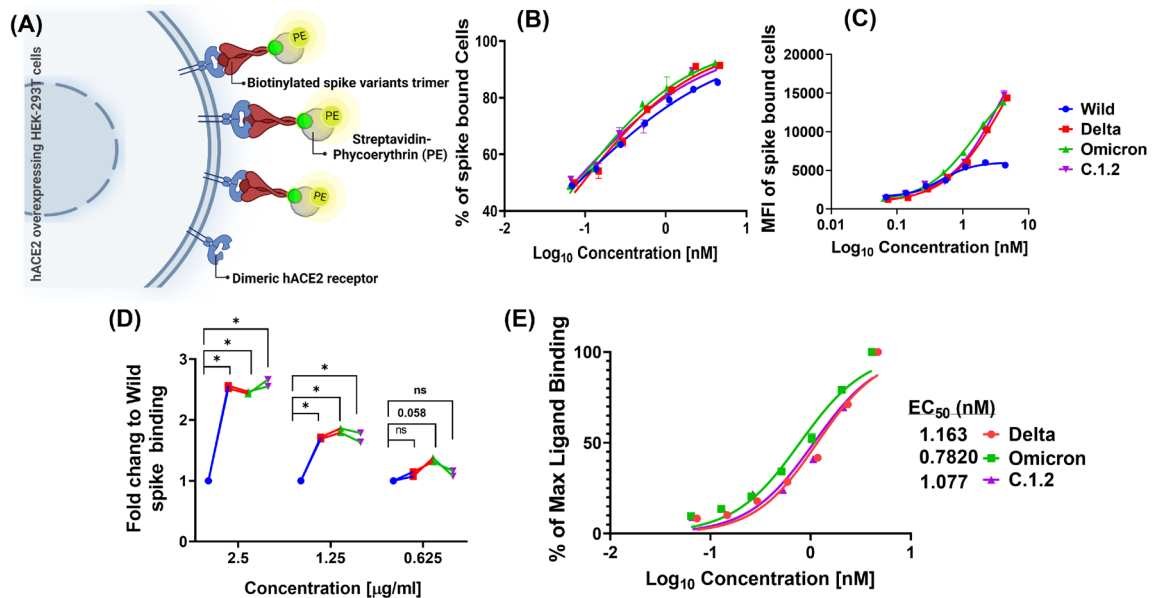 (A)
hACE2 overexpressing HEK-293T cells
PE
Biotinylated spike variants trimer
PE
Streptavidin-
Phycoerythrin (PE)
PE
Dimeric hACE2 receptor
(B)
% of spike bound Cells
100
80
60
40
-2
-1
0
1
Log10 Concentration [nM]
(C)
MFI of spike bound cells
20000
15000
10000
5000
0
0.01
0.1
1
10
Log10 Concentration [nM]
Wild
Delta
Omicron
C.1.2
(D)
Fold chang to Wild
spike binding
3
2
1
0
*
*
*
*
*
*
ns
0.058
ns
2.5
1.25
0.625
Concentration [µg/ml]
(E)
% of Max Ligand Binding
100
50
0
-2
-1
0
1
Log10 Concentration [nM]
EC50 (nM)
1.163 Delta
0.7820 Omicron
1.077 C.1.2